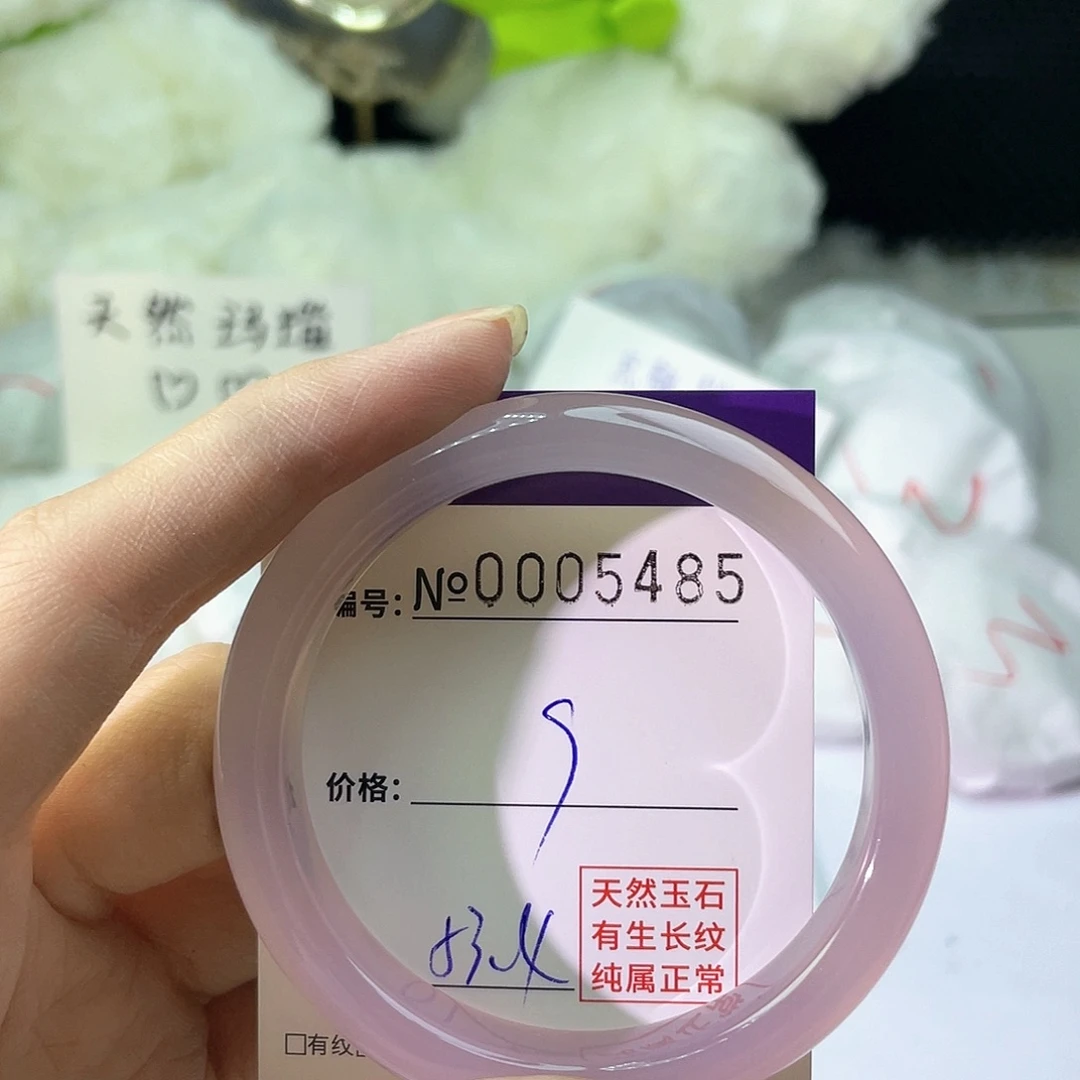 天然玛瑙
编号: №0005485
价格: 9
天然玉石
有生长纹
纯属正常
□有纹